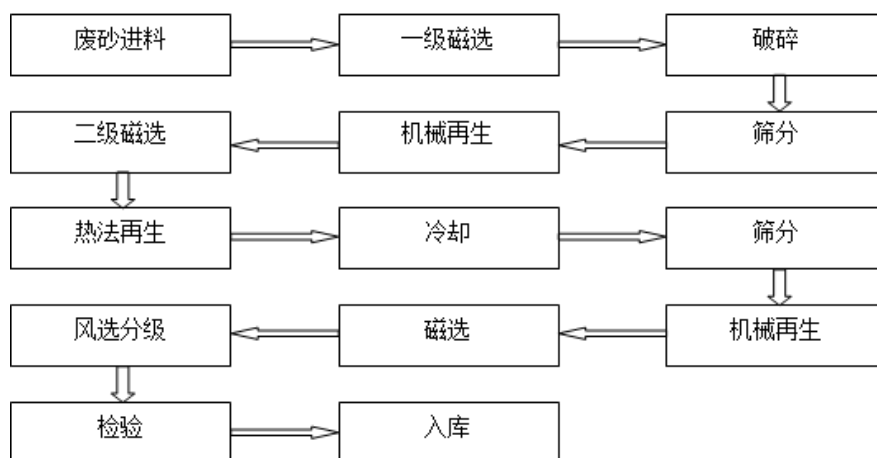 废砂进料
一级磁选
破碎
二级磁选
机械再生
筛分
热法再生
冷却
筛分
风选分级
磁选
机械再生
检验
入库